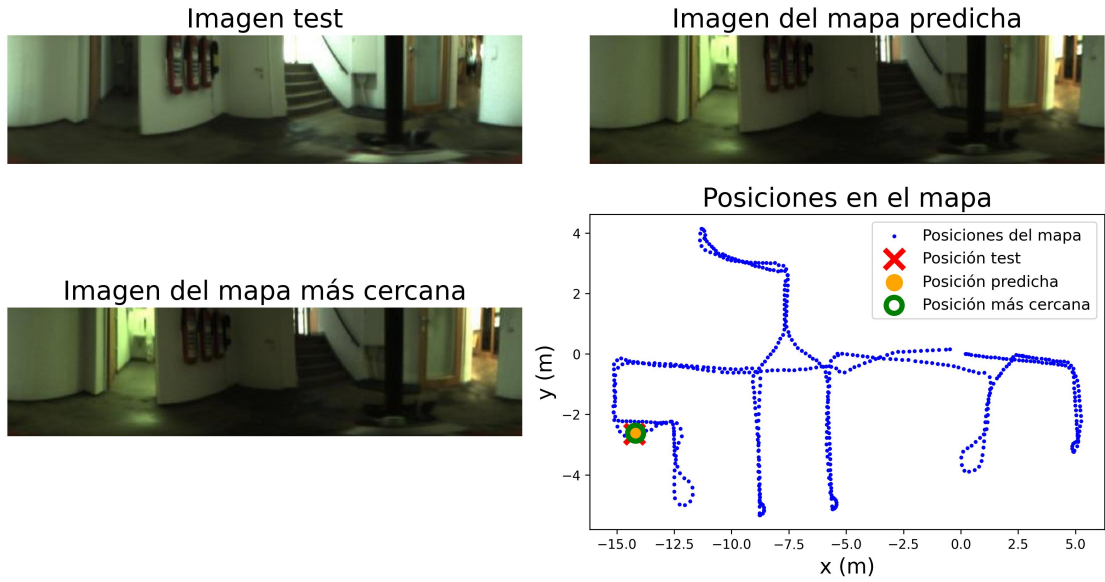 Imagen test
Imagen del mapa predicha
Imagen del mapa más cercana
Posiciones en el mapa
Posiciones del mapa
Posición test
Posición predicha
Posición más cercana
y (m)
4
2
0
−2
−4
−15.0 −12.5 −10.0 −7.5 −5.0 −2.5 0.0 2.5 5.0
x (m)